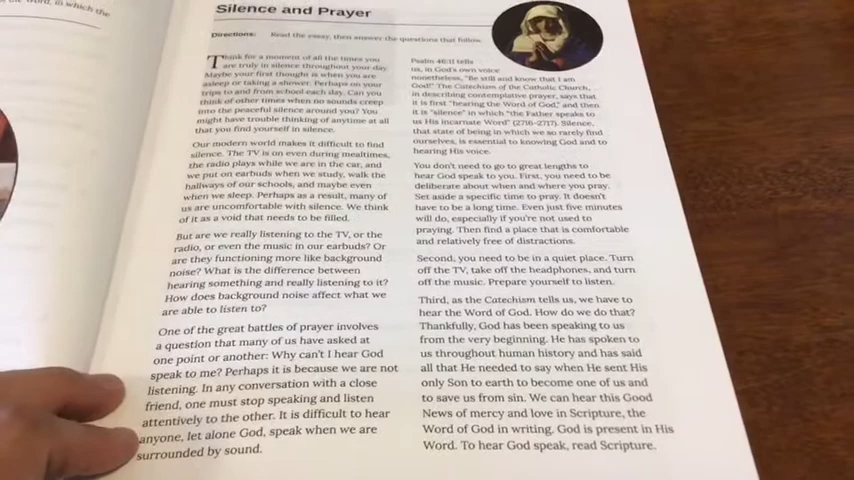 Word, in which the
Silence and Prayer
Directions: Read the essay, then answer the questions that follow.
Think for a moment of all the times you
are truly in silence throughout your day.
Maybe your first thought is when you are
asleep or taking a shower. Perhaps on your
trips to and from school each day. Can you
think of other times when no sounds creep
into the peaceful silence around you? You
might have trouble thinking of anytime at all
that you find yourself in silence.
Our modern world makes it difficult to find
silence. The TV is on even during mealtimes,
the radio plays while we are in the car, and
we put on earbuds when we study, walk the
hallways of our schools, and maybe even
when we sleep. Perhaps as a result, many of
us are uncomfortable with silence. We think
of it as a void that needs to be filled.
But are we really listening to the TV, or the
radio, or even the music in our earbuds? Or
are they functioning more like background
noise? What is the difference between
hearing something and really listening to it?
How does background noise affect what we
are able to listen to?
One of the great battles of prayer involves
a question that many of us have asked at
one point or another: Why can't I hear God
speak to me? Perhaps it is because we are not
listening. In any conversation with a close
friend, one must stop speaking and listen
attentively to the other. It is difficult to hear
anyone, let alone God, speak when we are
surrounded by sound.
Psalm 46:11 tells
us, in God's own voice
nonetheless, "Be still and know that I am
God!" The Catechism of the Catholic Church,
in describing contemplative prayer, says that
it is first "hearing the Word of God," and then
it is "silence" in which "the Father speaks to
us His incarnate Word" (2716-2717). Silence,
that state of being in which we so rarely find
ourselves, is essential to knowing God and to
hearing His voice.
You don't need to go to great lengths to
hear God speak to you. First, you need to be
deliberate about when and where you pray.
Set aside a specific time to pray. It doesn't
have to be a long time. Even just five minutes
will do, especially if you're not used to
praying. Then find a place that is comfortable
and relatively free of distractions.
Second, you need to be in a quiet place. Turn
off the TV, take off the headphones, and turn
off the music. Prepare yourself to listen.
Third, as the Catechism tells us, we have to
hear the Word of God. How do we do that?
Thankfully, God has been speaking to us
from the very beginning. He has spoken to
us throughout human history and has said
all that He needed to say when He sent His
only Son to earth to become one of us and
to save us from sin. We can hear this Good
News of mercy and love in Scripture, the
Word of God in writing. God is present in His
Word. To hear God speak, read Scripture.